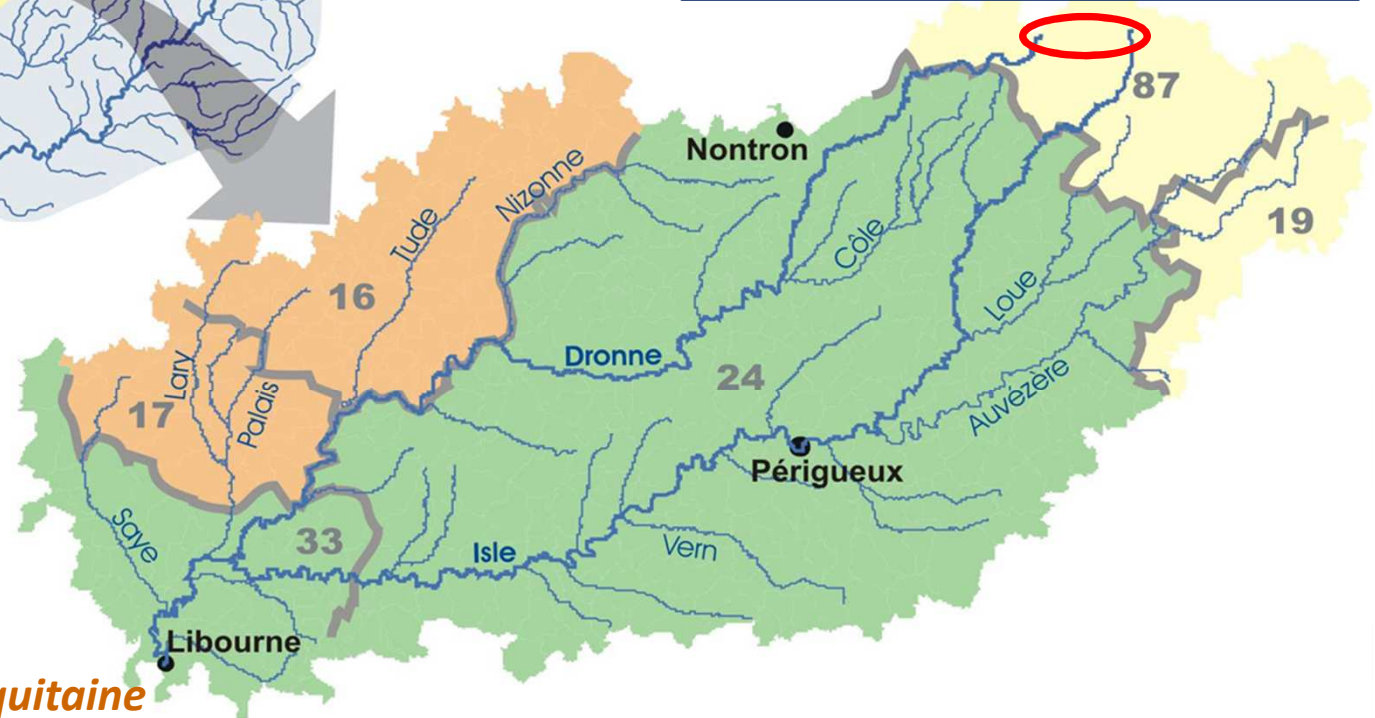 87
Nontron
Nizonne
Tude
Côle
19
16
Loue
Dronne
Lary
24
17
Palais
Auvézère
Périgueux
Saye
33
Isle
Vern
Libourne
quitaine